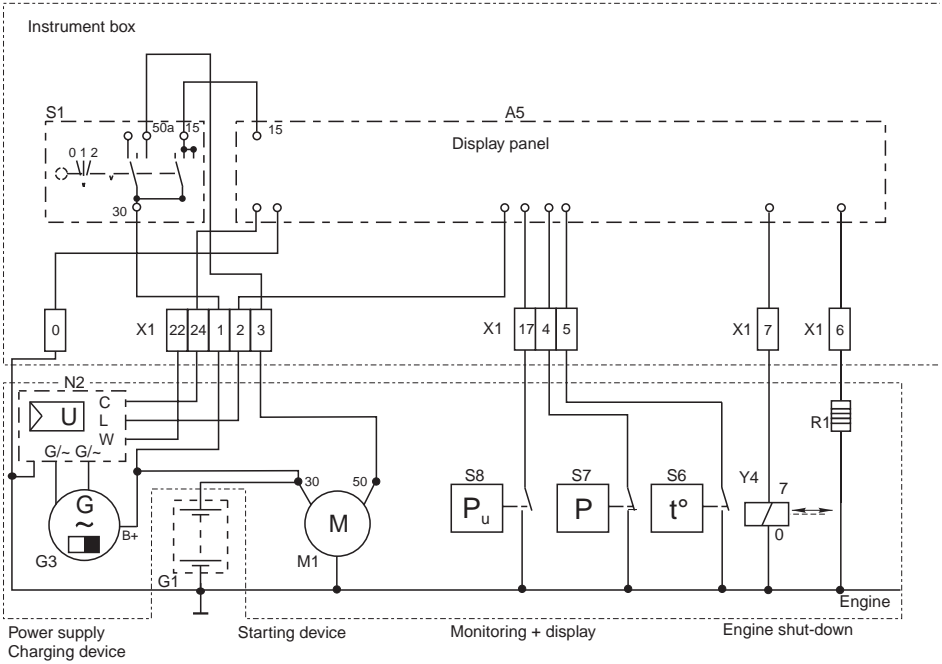 Instrument box
S1
A5
50a 15
15
Display panel
0 1 2
30
0
X1 22 24 1 2 3
X1 17 4 5
X1 7
X1 6
N2
U
C
L
W
G/~ G/~
R1
G
~
B+
G3
G1
30
50
M
M1
S8
Pu
S7
P
S6
t°
Y4
7
0
Engine
Power supply
Charging device
Starting device
Monitoring + display
Engine shut-down